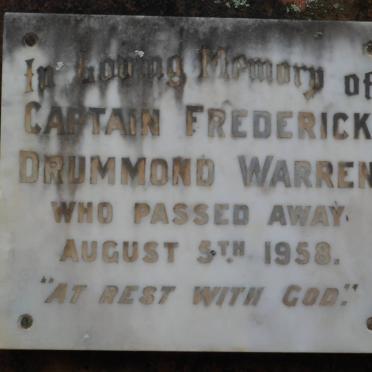 In Loving Memory of
CAPTAIN FREDERICK
DRUMMOND WARREN
WHO PASSED AWAY
AUGUST 5TH 1958.
"AT REST WITH GOD."